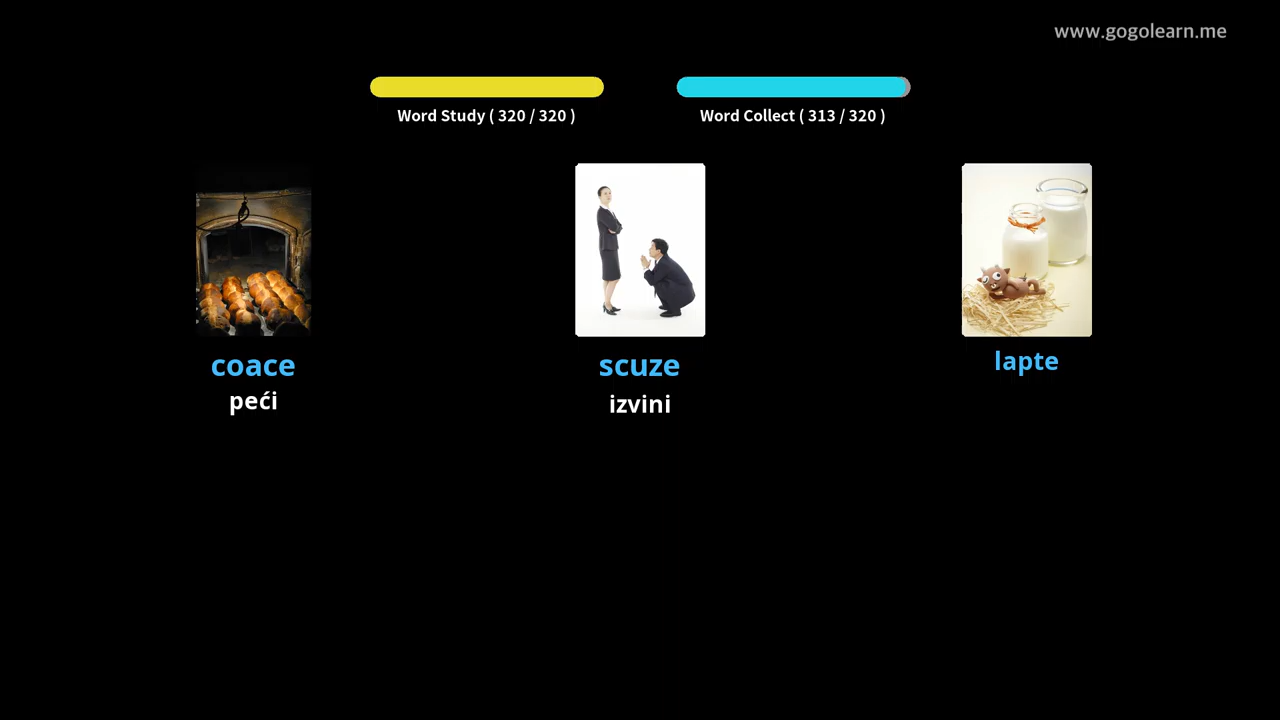 www.gogolearn.me
Word Study ( 320 / 320 )
Word Collect ( 313 / 320 )
coace
peći
scuze
izvini
lapte